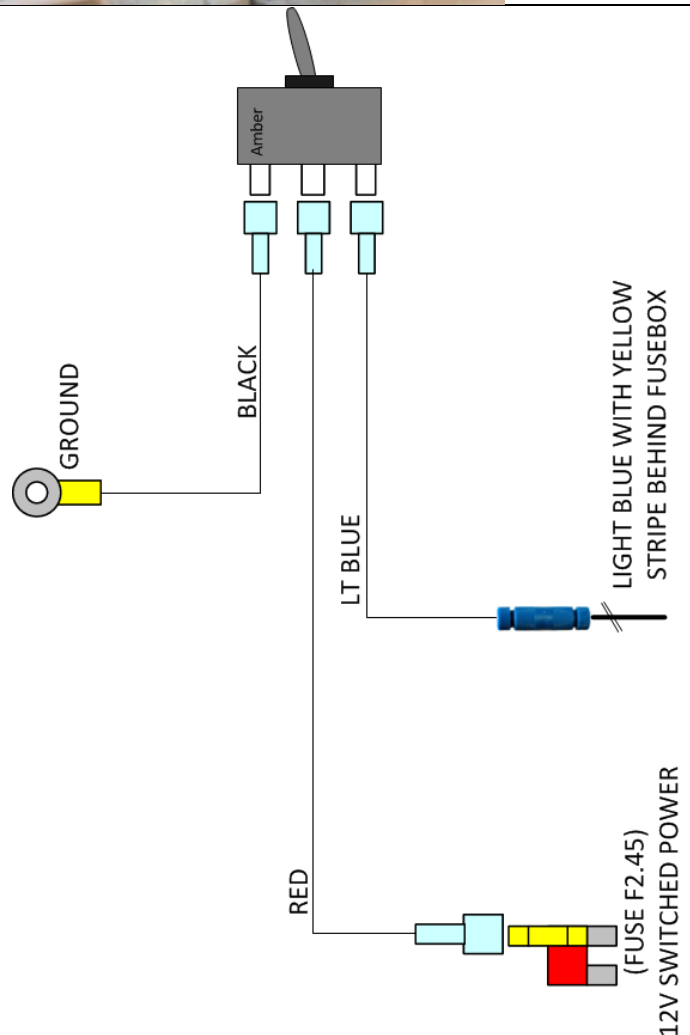 Amber
GROUND
BLACK
LT BLUE
LIGHT BLUE WITH YELLOW
STRIPE BEHIND FUSEBOX
RED
(FUSE F2.45)
12V SWITCHED POWER